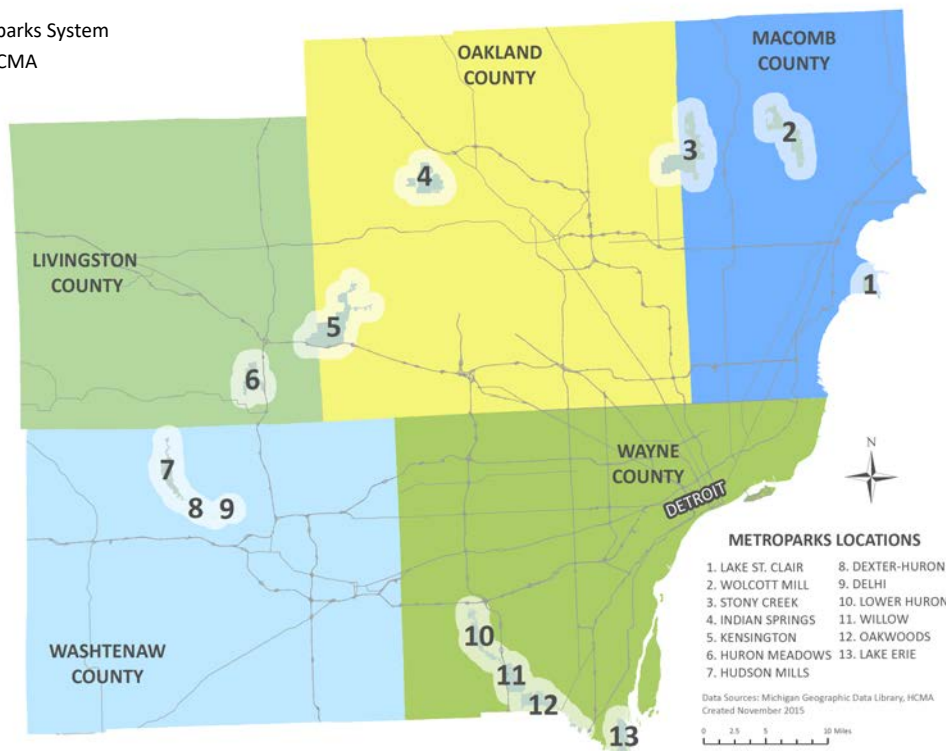 parks System
CMA
OAKLAND
COUNTY
MACOMB
COUNTY
2
3
4
LIVINGSTON
COUNTY
1
5
6
WAYNE
COUNTY
N
7
8
9
DETROIT
METROPARKS LOCATIONS
1. LAKE ST. CLAIR
2. WOLCOTT MILL
3. STONY CREEK
4. INDIAN SPRINGS
5. KENSINGTON
6. HURON MEADOWS
7. HUDSON MILLS
8. DEXTER-HURON
9. DELHI
10. LOWER HURON
11. WILLOW
12. OAKWOODS
13. LAKE ERIE
10
WASHTENAW
COUNTY
11
12
13
Data Sources: Michigan Geographic Data Library, HCMA
Created November 2015
0 2.5 5 10 Miles